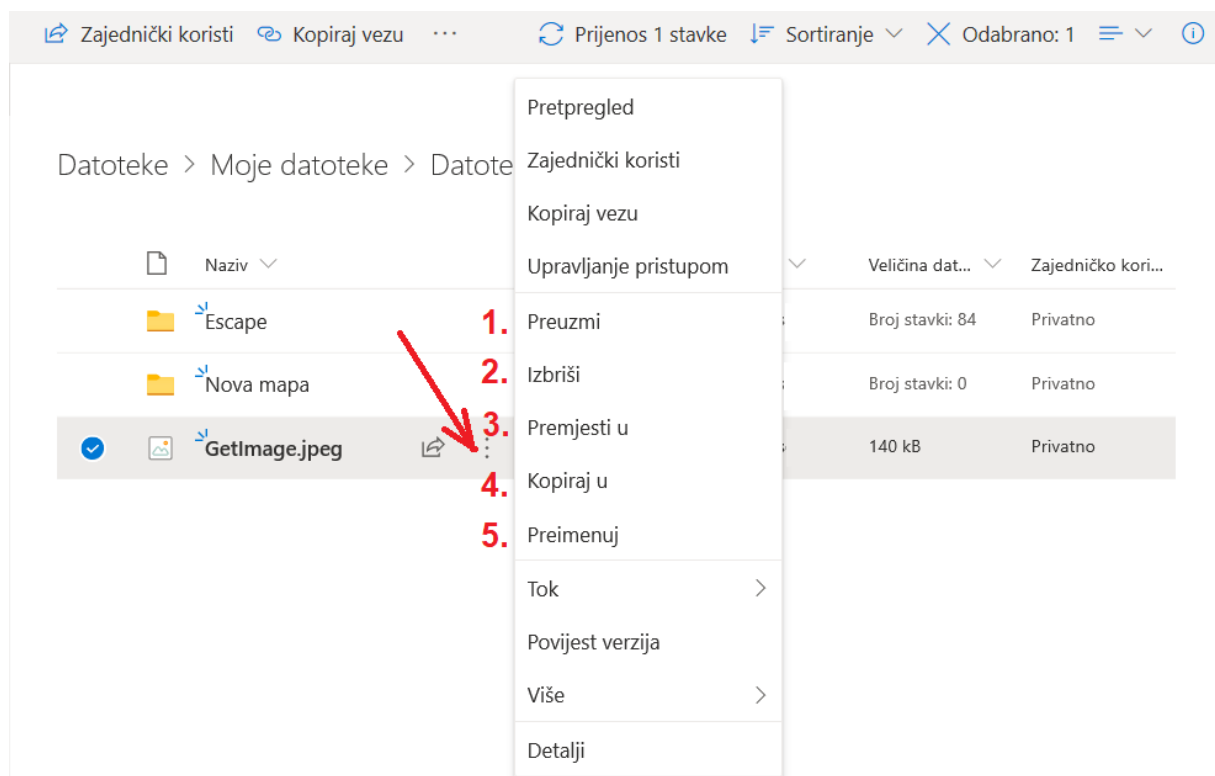 Zajednički koristi Kopiraj vezu ··· Prijenos 1 stavke Sortiranje Odabrano: 1
Pretpregled
Datoteke > Moje datoteke > Datote
Zajednički koristi
Kopiraj vezu
Upravljanje pristupom
Naziv Veličina dat... Zajedničko kori...
Escape Broj stavki: 84 Privatno
1. Preuzmi
2. Izbriši
Nova mapa Broj stavki: 0 Privatno
3. Premjesti u
GetImage.jpeg 140 kB Privatno
4. Kopiraj u
5. Preimenuj
Tok
Povijest verzija
Više
Detalji